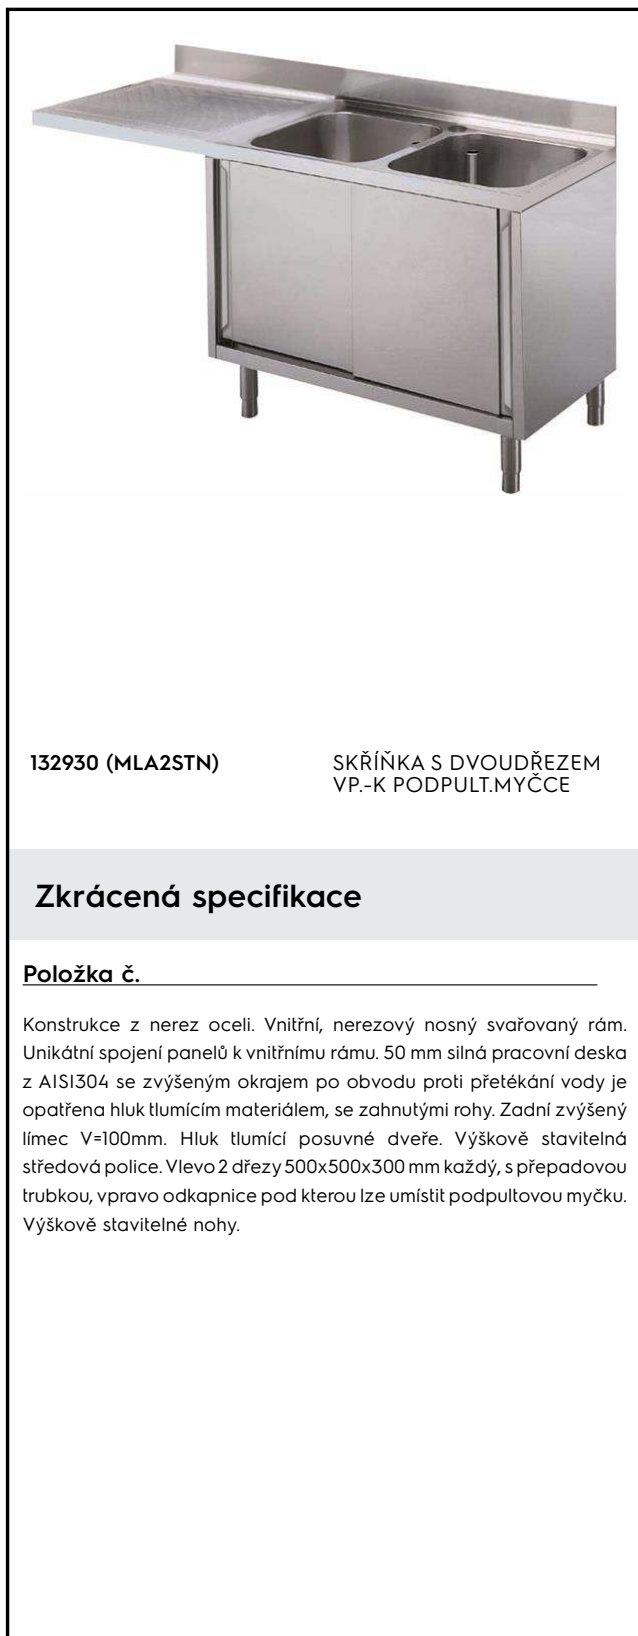 132930 (MLA2STN)
SKŘÍŇKA S DVOUDŘEZEM
VP.-K PODPULT.MYČCE
Zkrácená specifikace
Položka č.
Konstrukce z nerez oceli. Vnitřní, nerezový nosný svařovaný rám.
Unikátní spojení panelů k vnitřnímu rámu. 50 mm silná pracovní deska
z AISI304 se zvýšeným okrajem po obvodu proti přetékání vody je
opatřena hluk tlumícím materiálem, se zahnutými rohy. Zadní zvýšený
límec V=100mm. Hluk tlumící posuvné dveře. Výškově stavitelná
středová police. Vlevo 2 dřezy 500x500x300 mm každý, s přepadovou
trubkou, vpravo odkapnice pod kterou lze umístit podpultovou myčku.
Výškově stavitelné nohy.